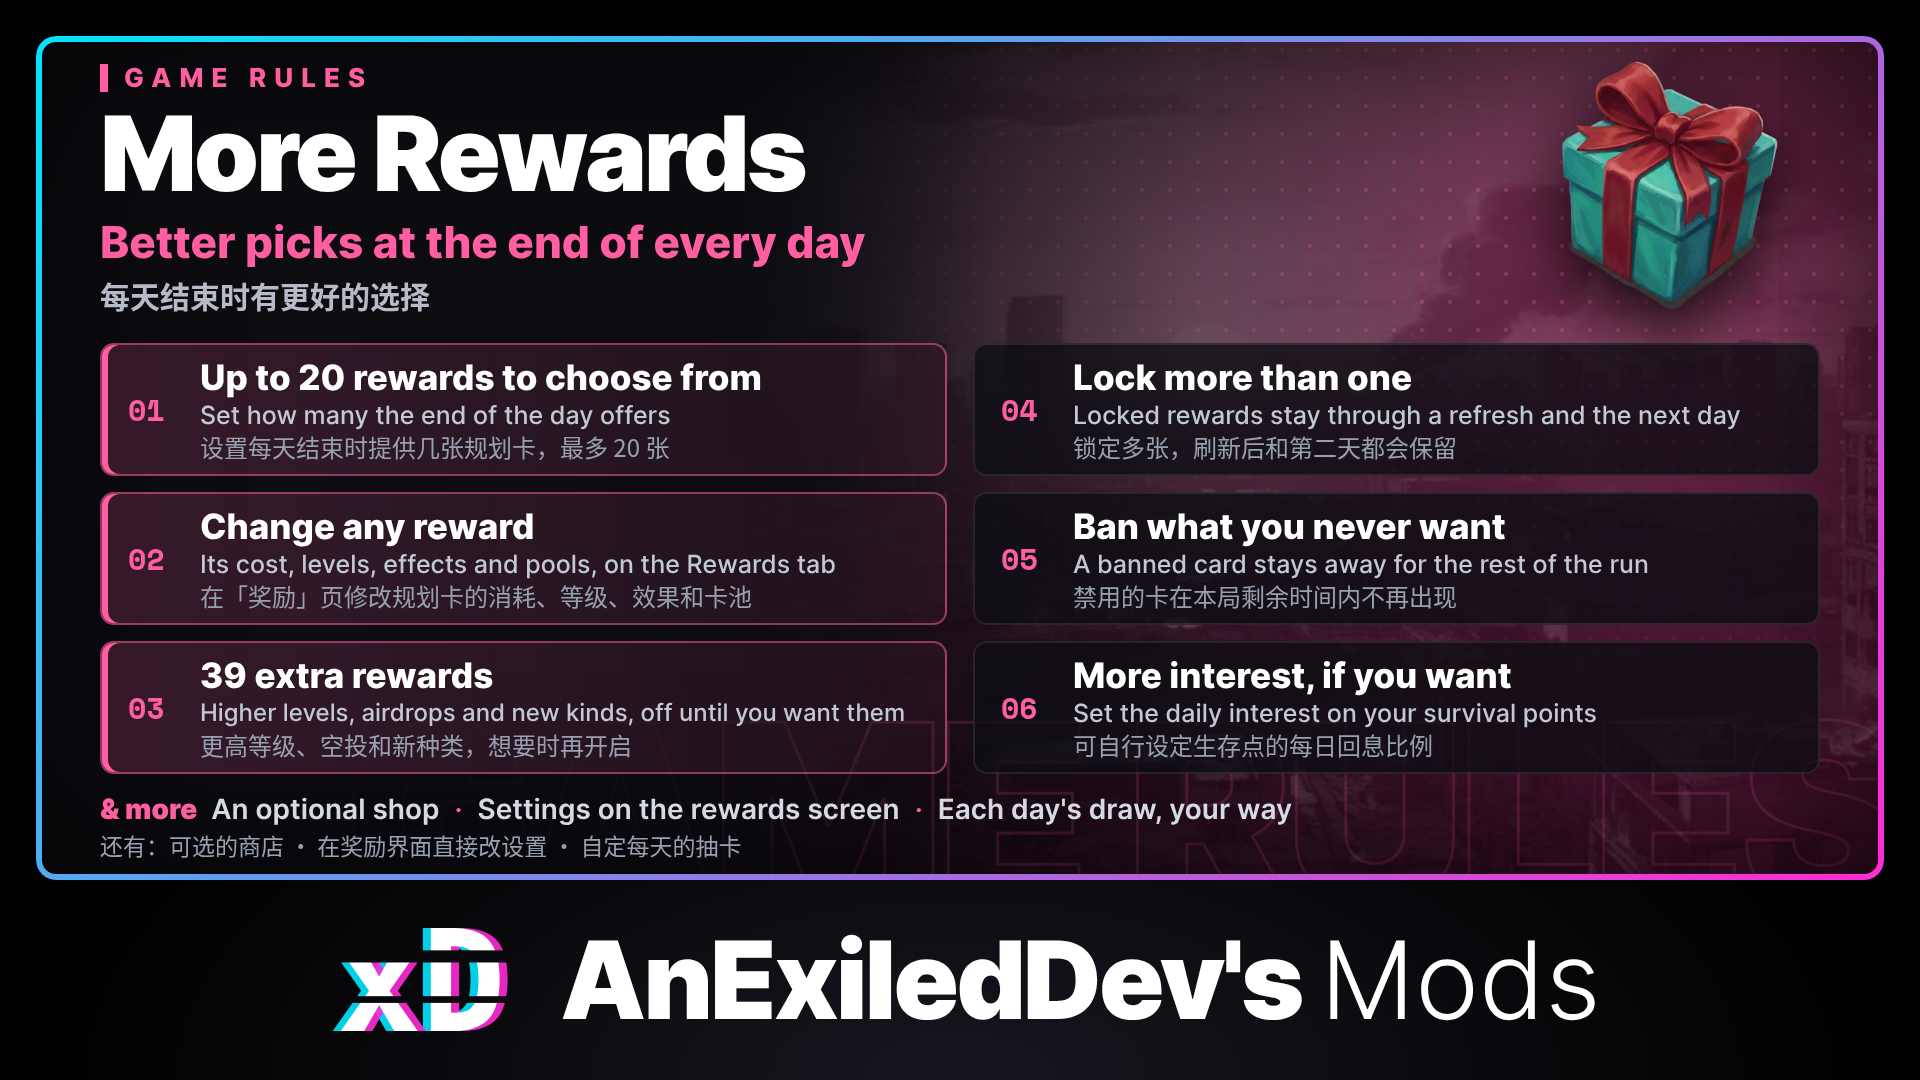 GAME RULES
More Rewards
Better picks at the end of every day
每天结束时有更好的选择
01
Up to 20 rewards to choose from
Set how many the end of the day offers
设置每天结束时提供几张规划卡，最多 20 张
02
Change any reward
Its cost, levels, effects and pools, on the Rewards tab
在「奖励」页修改规划卡的消耗、等级、效果和卡池
03
39 extra rewards
Higher levels, airdrops and new kinds, off until you want them
更高等级、空投和新种类，想要时再开启
04
Lock more than one
Locked rewards stay through a refresh and the next day
锁定多张，刷新后和第二天都会保留
05
Ban what you never want
A banned card stays away for the rest of the run
禁用的卡在本局剩余时间内不再出现
06
More interest, if you want
Set the daily interest on your survival points
可自行设定生存点的每日回息比例
& more An optional shop · Settings on the rewards screen · Each day's draw, your way
还有：可选的商店 • 在奖励界面直接改设置 • 自定每天的抽卡
GAME RULES
xD AnExiledDev's Mods